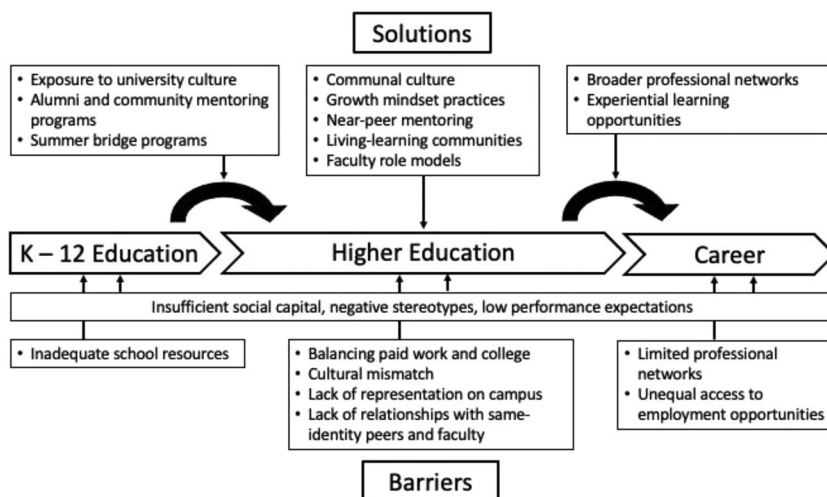 Solutions
• Exposure to university culture
• Alumni and community mentoring
programs
• Summer bridge programs
• Communal culture
• Growth mindset practices
• Near-peer mentoring
• Living-learning communities
• Faculty role models
• Broader professional networks
• Experiential learning
opportunities
K – 12 Education
Higher Education
Career
Insufficient social capital, negative stereotypes, low performance expectations
• Inadequate school resources
• Balancing paid work and college
• Cultural mismatch
• Lack of representation on campus
• Lack of relationships with same-
identity peers and faculty
• Limited professional
networks
• Unequal access to
employment opportunities
Barriers